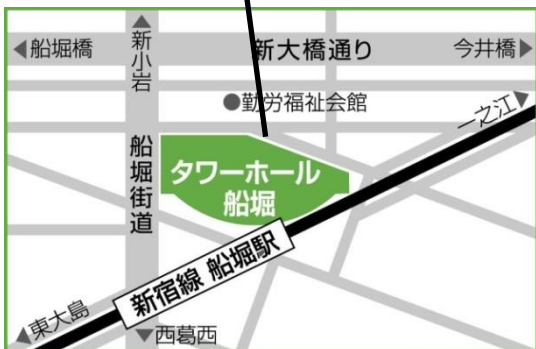 ◀船堀橋
▲新小岩
新大橋通り
今井橋▶
●勤労福祉会館
一之江▼
船堀街道
タワーホール
船堀
新宿線 船堀駅
◀東大島
▼西葛西